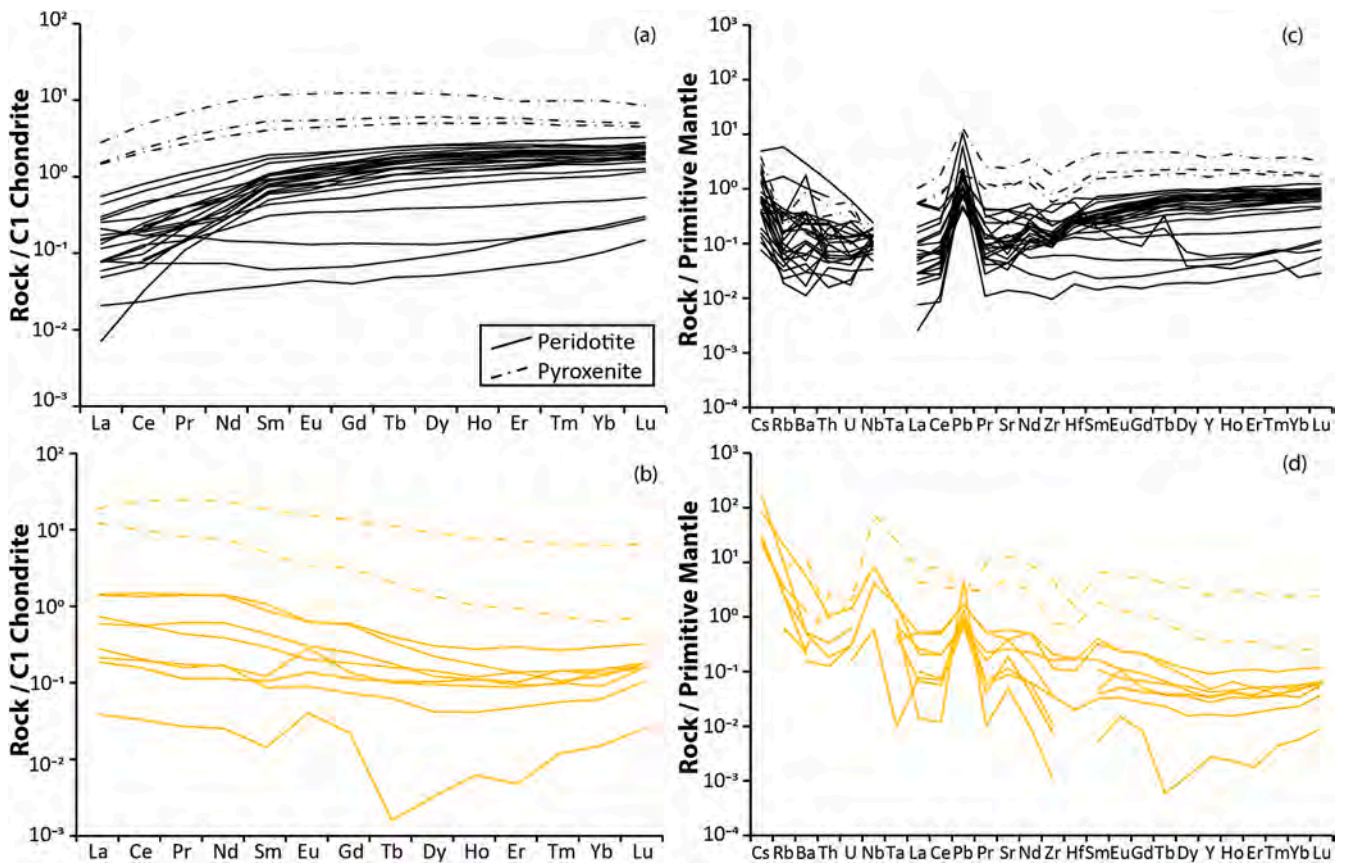 (a)
Rock / C1 Chondrite
10²
10¹
10⁰
10⁻¹
10⁻²
10⁻³
Peridotite
Pyroxenite
La Ce Pr Nd Sm Eu Gd Tb Dy Ho Er Tm Yb Lu
(c)
Rock / Primitive Mantle
10³
10²
10¹
10⁰
10⁻¹
10⁻²
10⁻³
10⁻⁴
Cs Rb Ba Th U Nb Ta La Ce Pb Pr Sr Nd Zr Hf Sm Eu Gd Tb Dy Y Ho Er Tm Yb Lu
(b)
Rock / C1 Chondrite
10²
10¹
10⁰
10⁻¹
10⁻²
10⁻³
La Ce Pr Nd Sm Eu Gd Tb Dy Ho Er Tm Yb Lu
(d)
Rock / Primitive Mantle
10³
10²
10¹
10⁰
10⁻¹
10⁻²
10⁻³
10⁻⁴
Cs Rb Ba Th U Nb Ta La Ce Pb Pr Sr Nd Zr Hf Sm Eu Gd Tb Dy Y Ho Er Tm Yb Lu